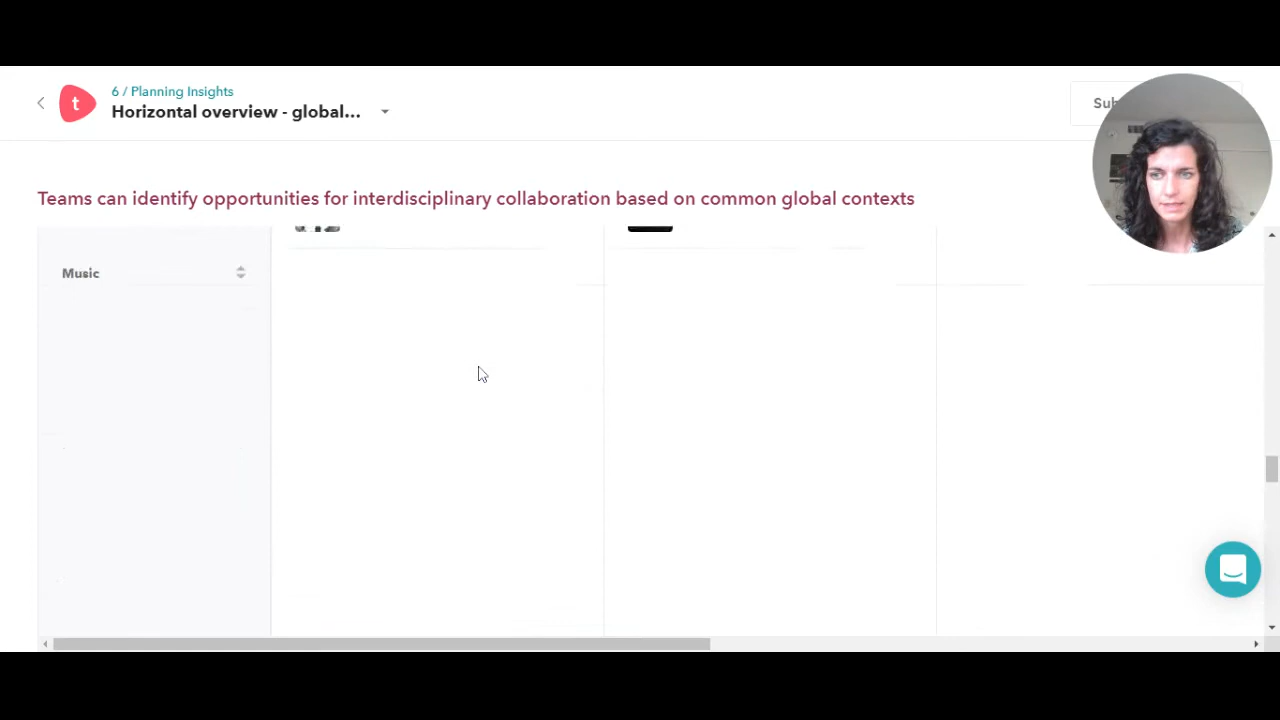 6 / Planning Insights
t
Horizontal overview - global...
Teams can identify opportunities for interdisciplinary collaboration based on common global contexts
Music